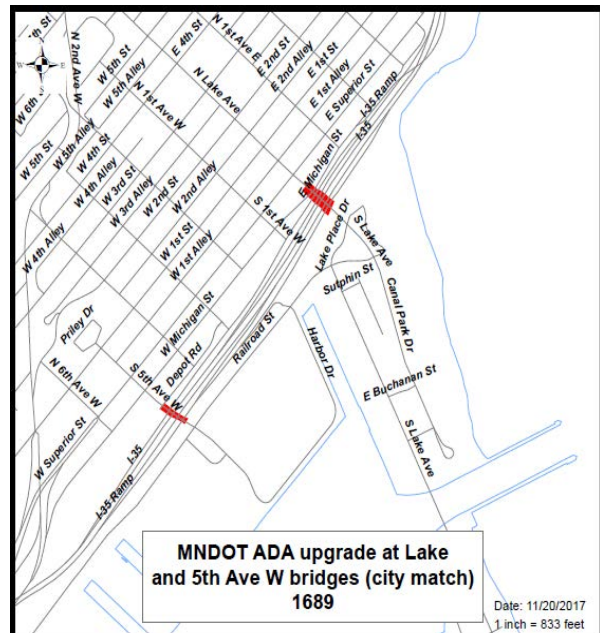 N 2nd Ave W
W 5th St
W 5th Alley
N 1st Ave W
E 4th St
N Lake Ave
N 1st Ave E
E 2nd St
E 2nd Alley
E 1st St
E 1st Alley
E Superior St
I-35 Ramp
I-35
E Michigan St
W
E
W 6th St
W 5th St
W 5th Alley
W 4th St
W 4th Alley
W 3rd St
W 3rd Alley
W 2nd St
W 2nd Alley
W 1st St
W 1st Alley
S 1st Ave W
Lake Place Dr
S Lake Ave
Sutphin St
Canal Park Dr
W 4th Alley
Priley Dr
W Michigan St
Depot Rd
Railroad St
Harbor Dr
S 5th Ave W
N 6th Ave W
E Buchanan St
S Lake Ave
W Superior St
I-35
I-35 Ramp
MNDOT ADA upgrade at Lake
and 5th Ave W bridges (city match)
1689
Date: 11/20/2017
1 inch = 833 feet